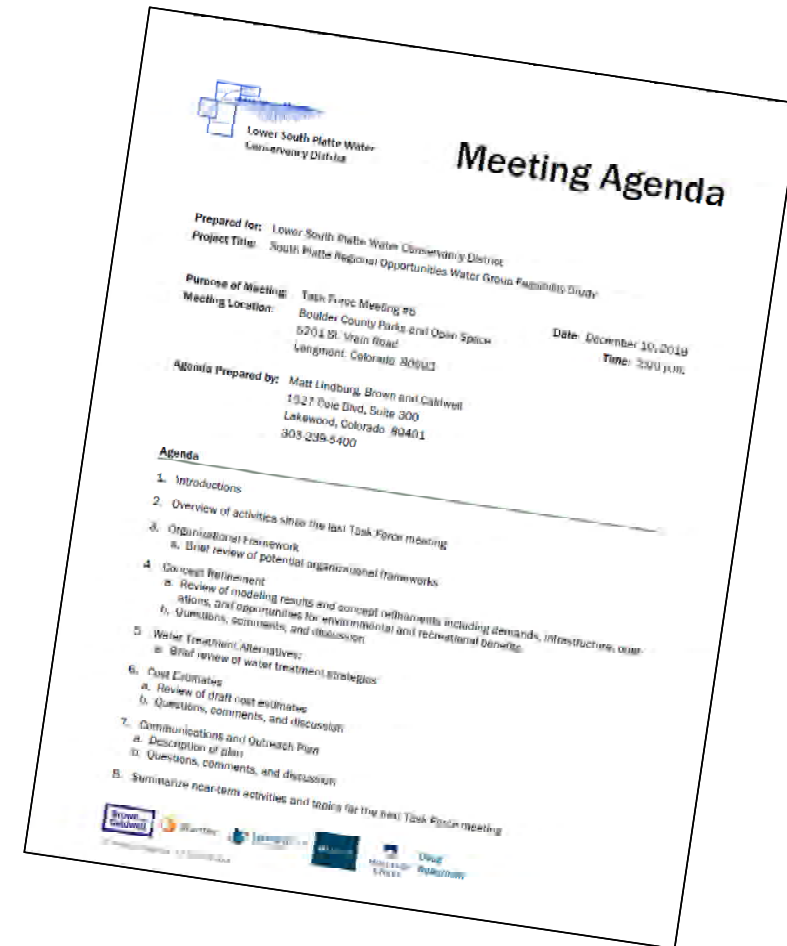 Lower South Platte Water
Conservancy District
Meeting Agenda
Prepared for: Lower South Platte Water Conservancy District
Project Title: South Platte Regional Opportunities Water Group Feasibility Study
Purpose of Meeting: Task Force Meeting #6
Date: December 10, 2019
Meeting Location: Boulder County Parks and Open Space
Time:
5201 St. Vrain Road
Longmont, Colorado
Agenda Prepared by: Matt Lindburg, Brown and Caldwell
1527 Cole Blvd, Suite 300
Lakewood, Colorado 80401
303-239-5400
Agenda
1. Introductions
2. Overview of activities since the last Task Force meeting
3. Organizational Framework
a. Brief review of potential organizational frameworks
4. Concept Refinement
a. Review of modeling results and concept refinements including demands, infrastructure, oper-
ations, and opportunities for environmental and recreational benefits
b. Questions, comments, and discussion
5. Water Treatment Alternatives:
a. Brief review of water treatment strategies
6. Cost Estimates
a. Review of draft cost estimates
b. Questions, comments, and discussion
7. Communications and Outreach Plan
a. Description of plan
b. Questions, comments, and discussion
8. Summarize near-term activities and topics for the next Task Force meeting
Brown and
Caldwell
Stantec